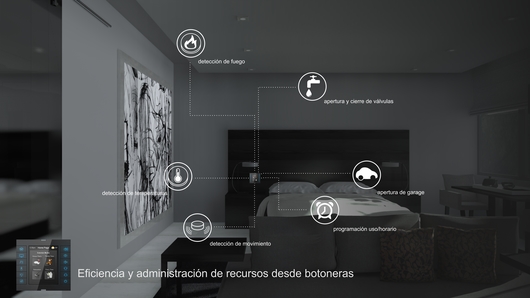 detección de fuego
apertura y cierre de válvulas
detección de temperatura
apertura de garage
programación uso/horario
detección de movimiento
Eficiencia y administración de recursos desde botoneras